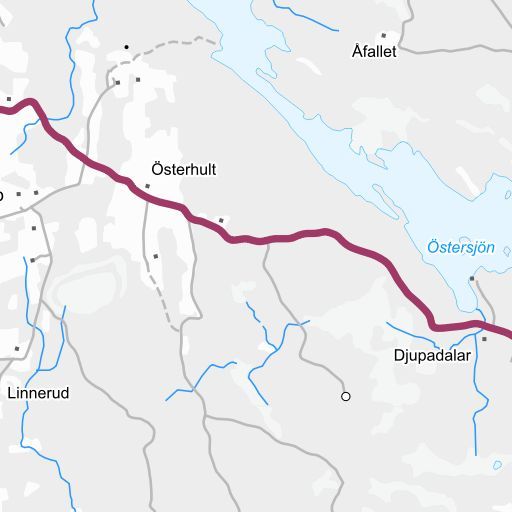 Åfallet
Österhult
Östersjön
Djupadalar
Linnerud